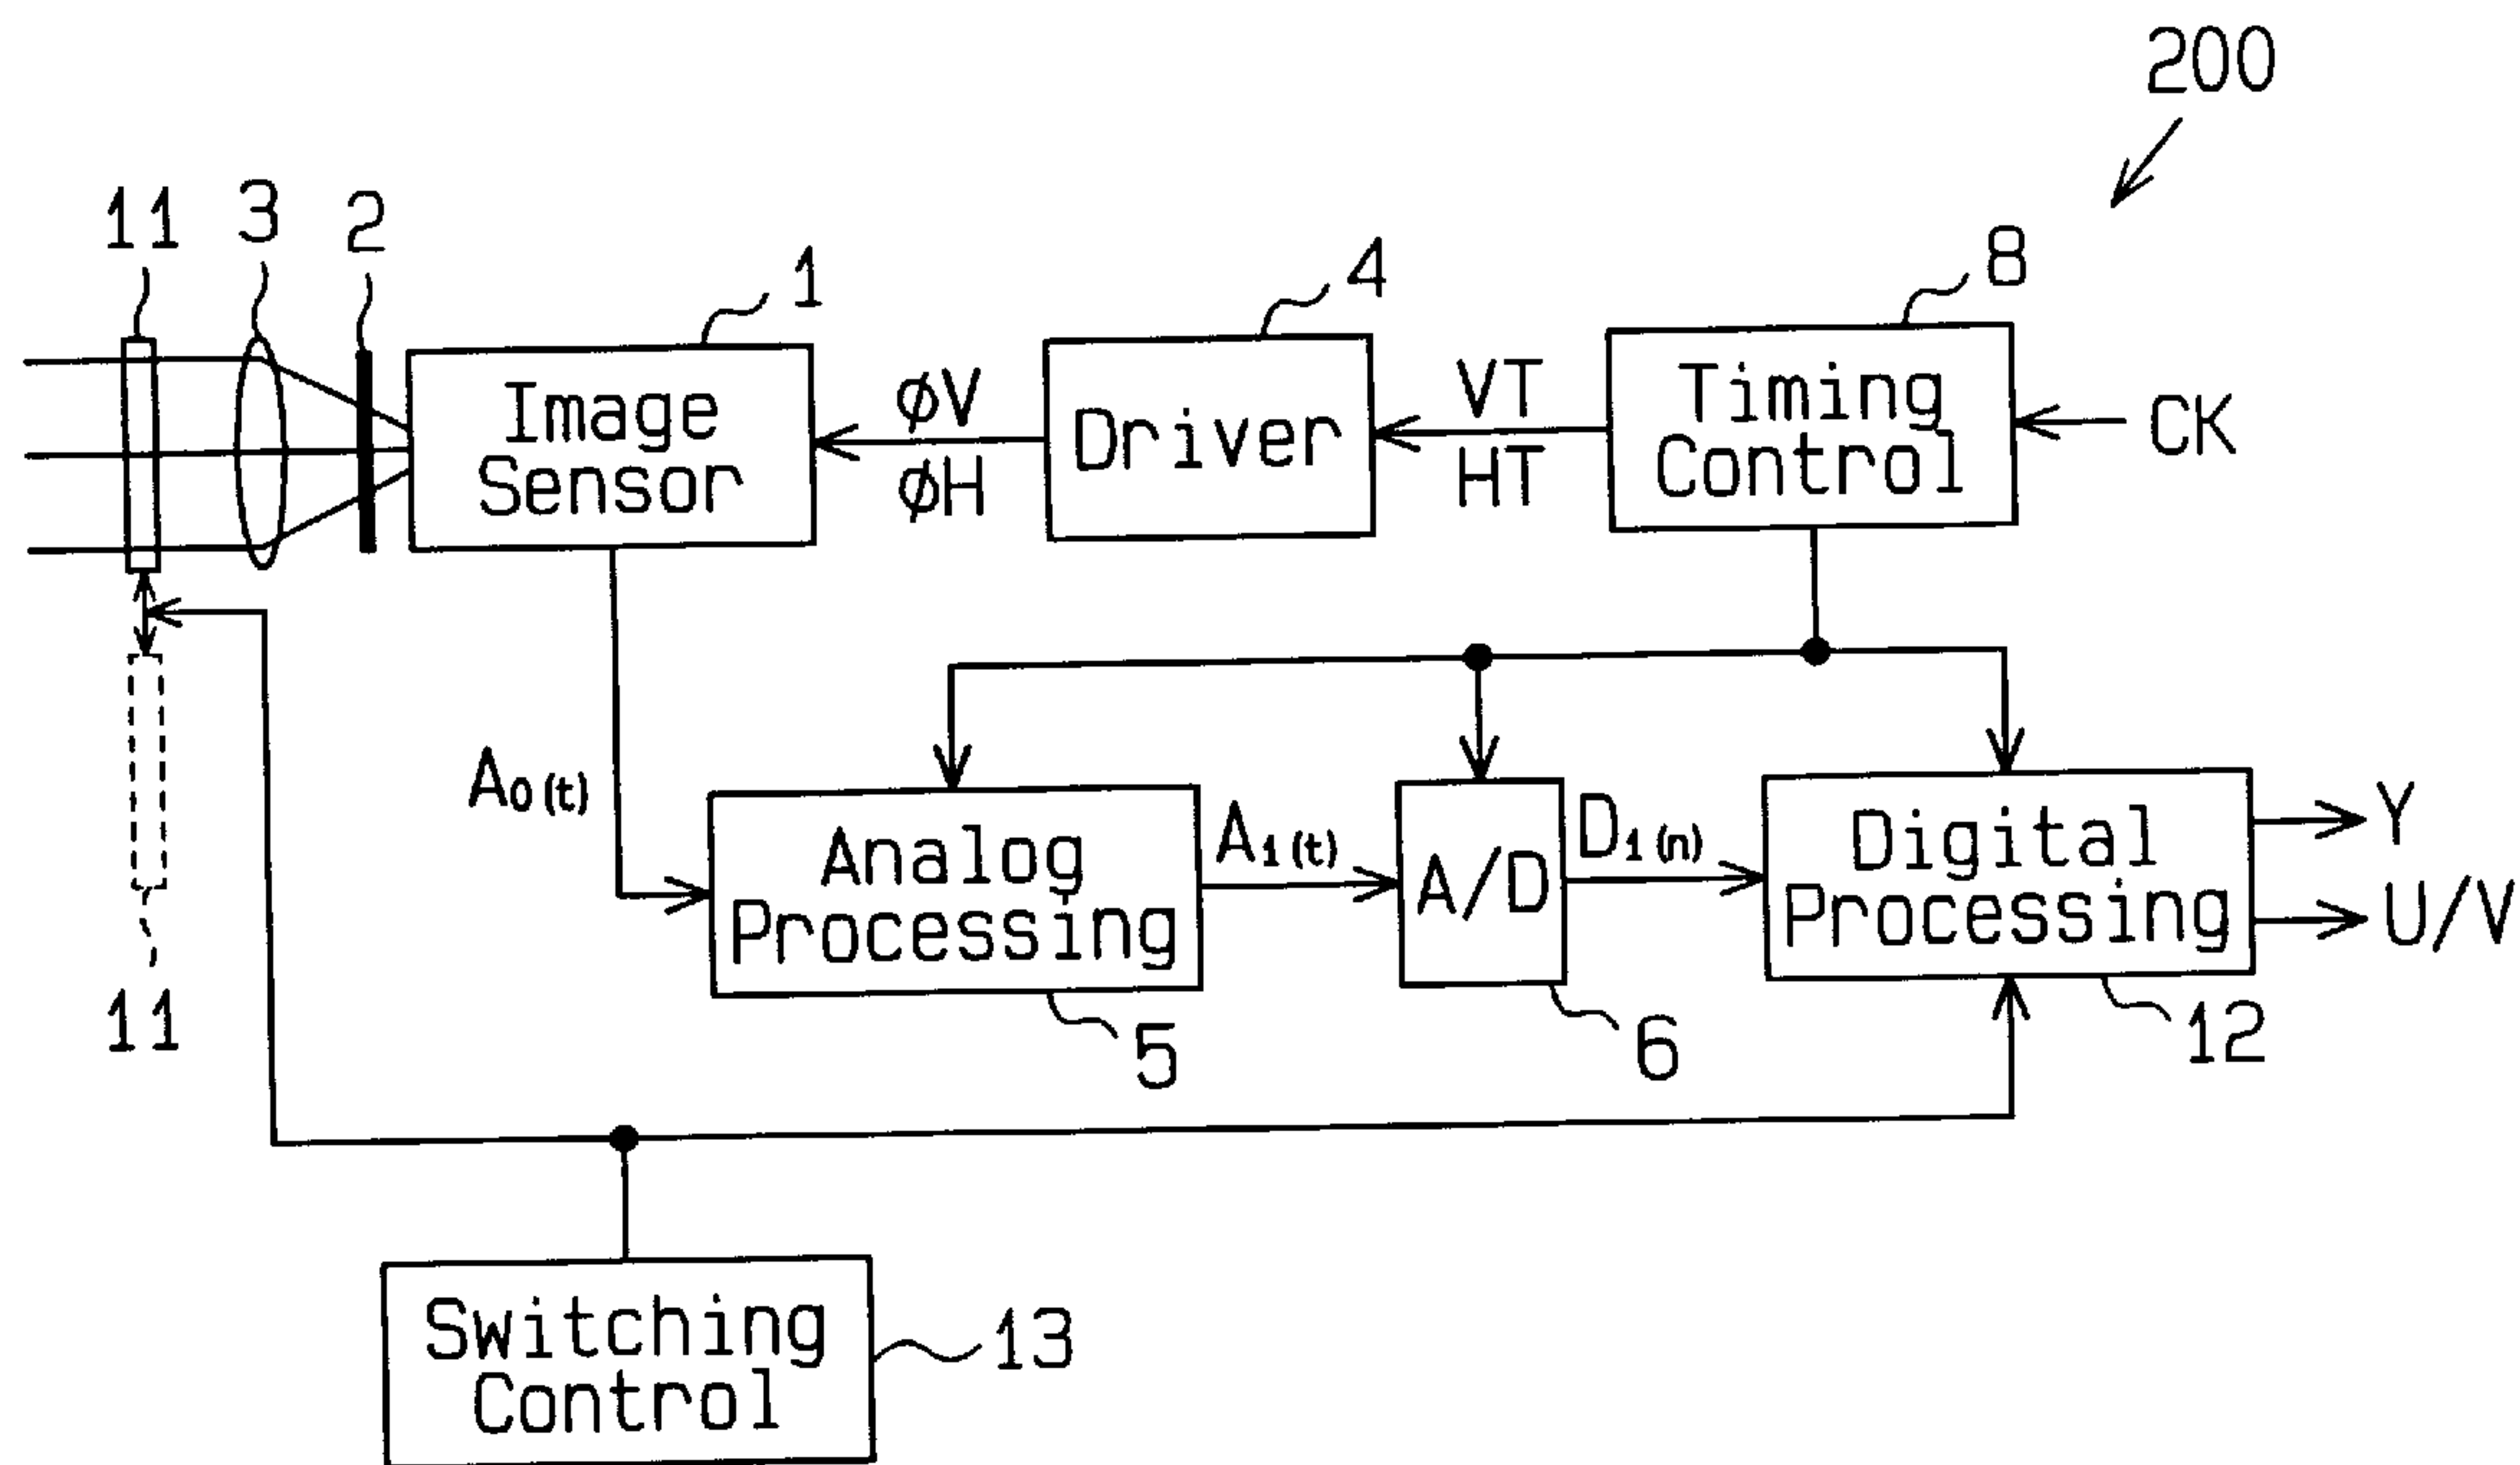 200
11
3
2
1
4
8
Image
Sensor
ϕV
ϕH
Driver
VT
HT
Timing
Control
CK
A0(t)
Analog
Processing
A1(t)
A/D
D1(n)
Digital
Processing
Y
U/V
11
5
6
12
Switching
Control
13